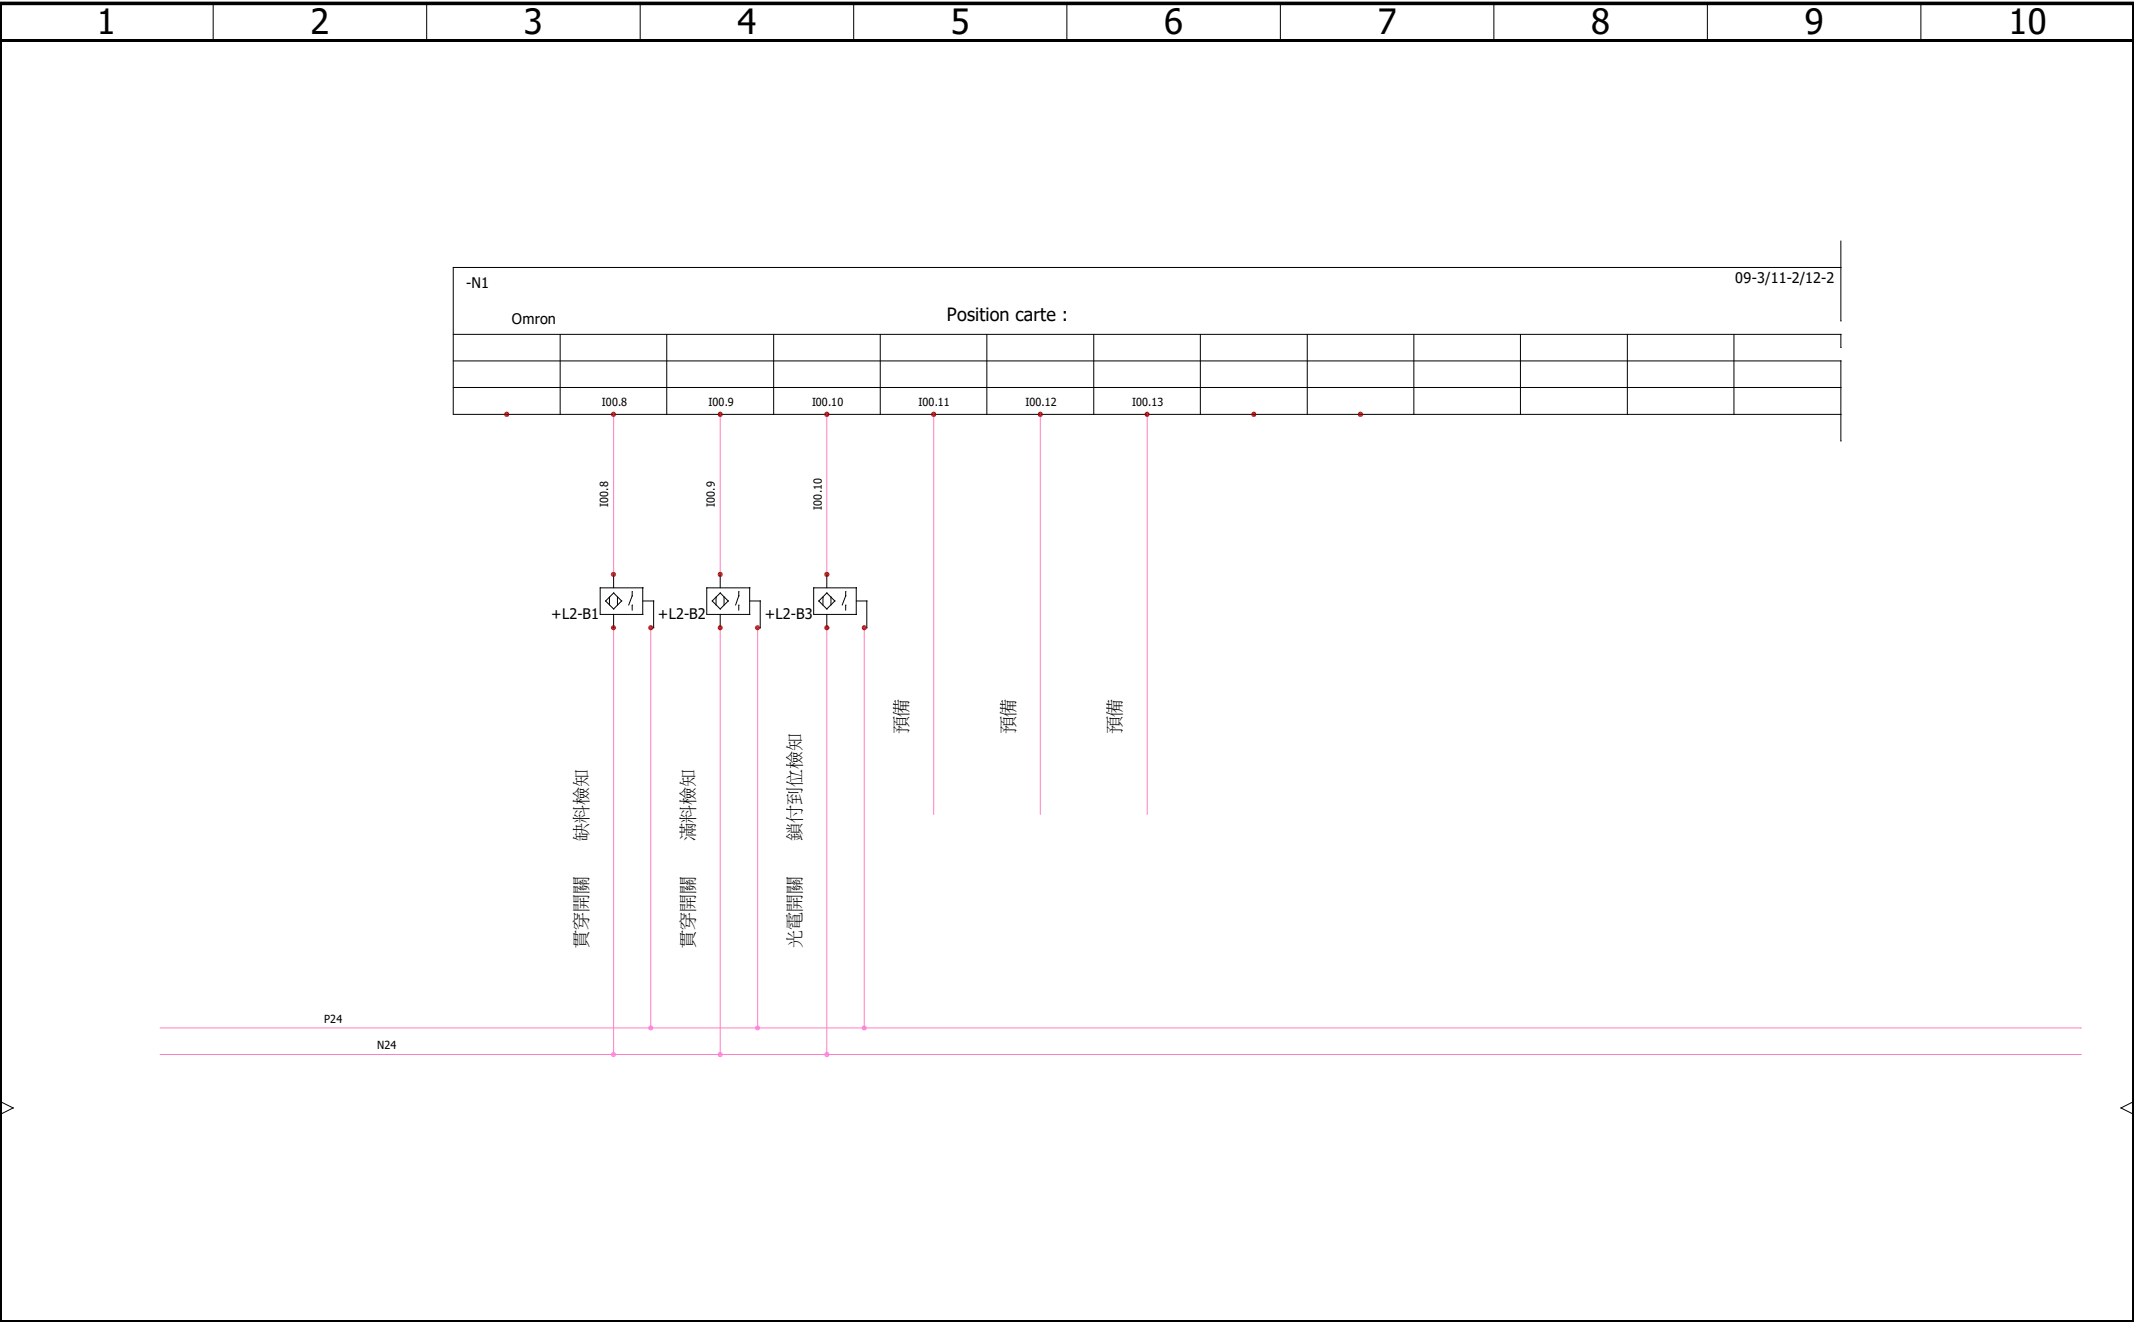 1 2 3 4 5 6 7 8 9 10
-N1 09-3/11-2/12-2
Omron Position carte :
I00.8 I00.9 I00.10 I00.11 I00.12 I00.13
I00.8 I00.9 I00.10
+L2-B1 +L2-B2 +L2-B3
貫穿開關 缺料檢知
貫穿開關 滿料檢知
光電開關 鎖付到位檢知
預備
預備
預備
P24
N24